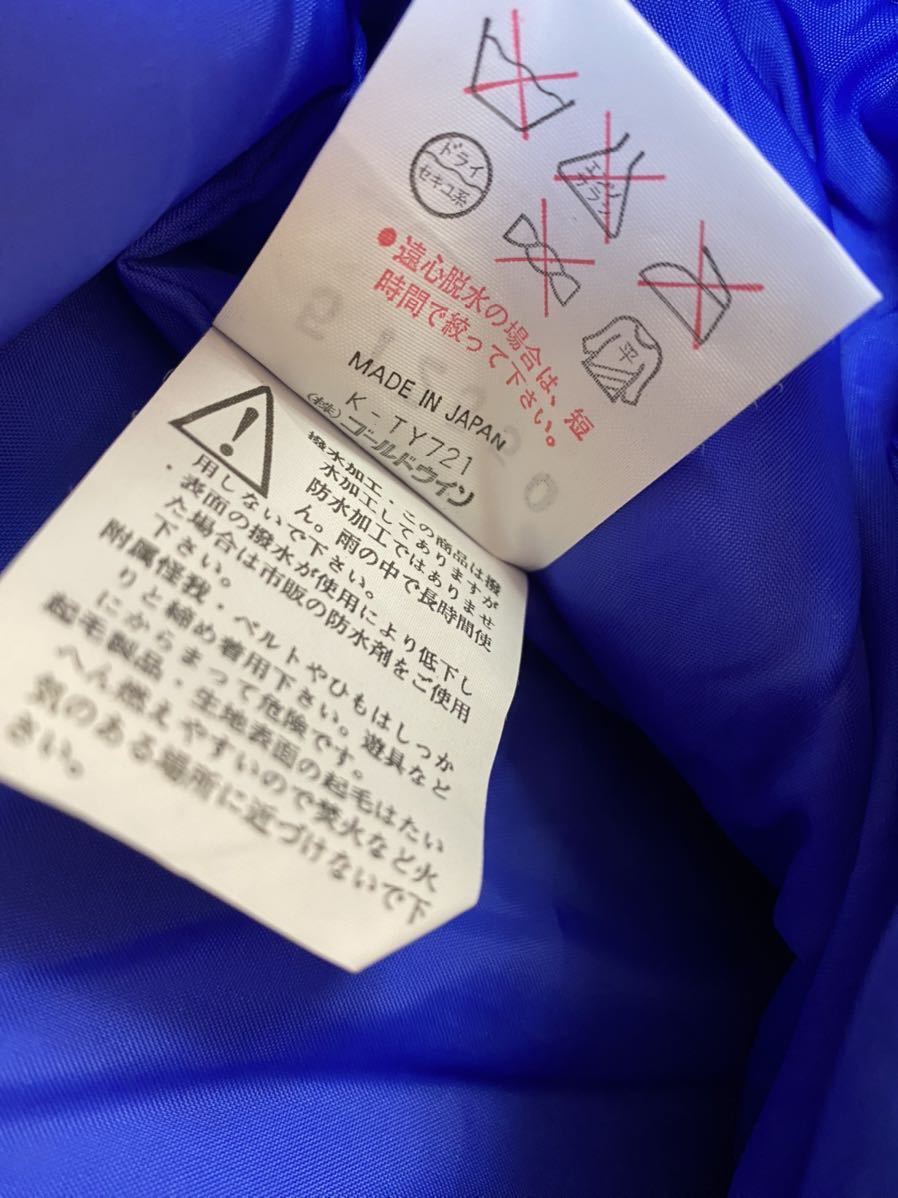 ドライ
セキユ系
エンソ
サラシ
平
●遠心脱水の場合は、短
時間で絞って下さい。
MADE IN JAPAN
K-TY721
(株)ゴールドウイン
撥水加工・この商品は撥
水加工してありますが
防水加工ではありませ
ん。雨の中で長時間使
用しないで下さい。
・表面の撥水が使用により低下し
た場合は市販の防水剤をご使用
下さい。
附属怪我・ベルトやひもはしっか
りと締め着用下さい。遊具など
にからまって危険です。
起毛製品・生地表面の起毛はたい
へん燃えやすいので焚火など火
気のある場所に近づけないで下
さい。